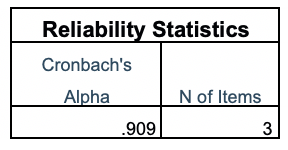 Reliability Statistics
Cronbach's
Alpha N of Items
.909 3